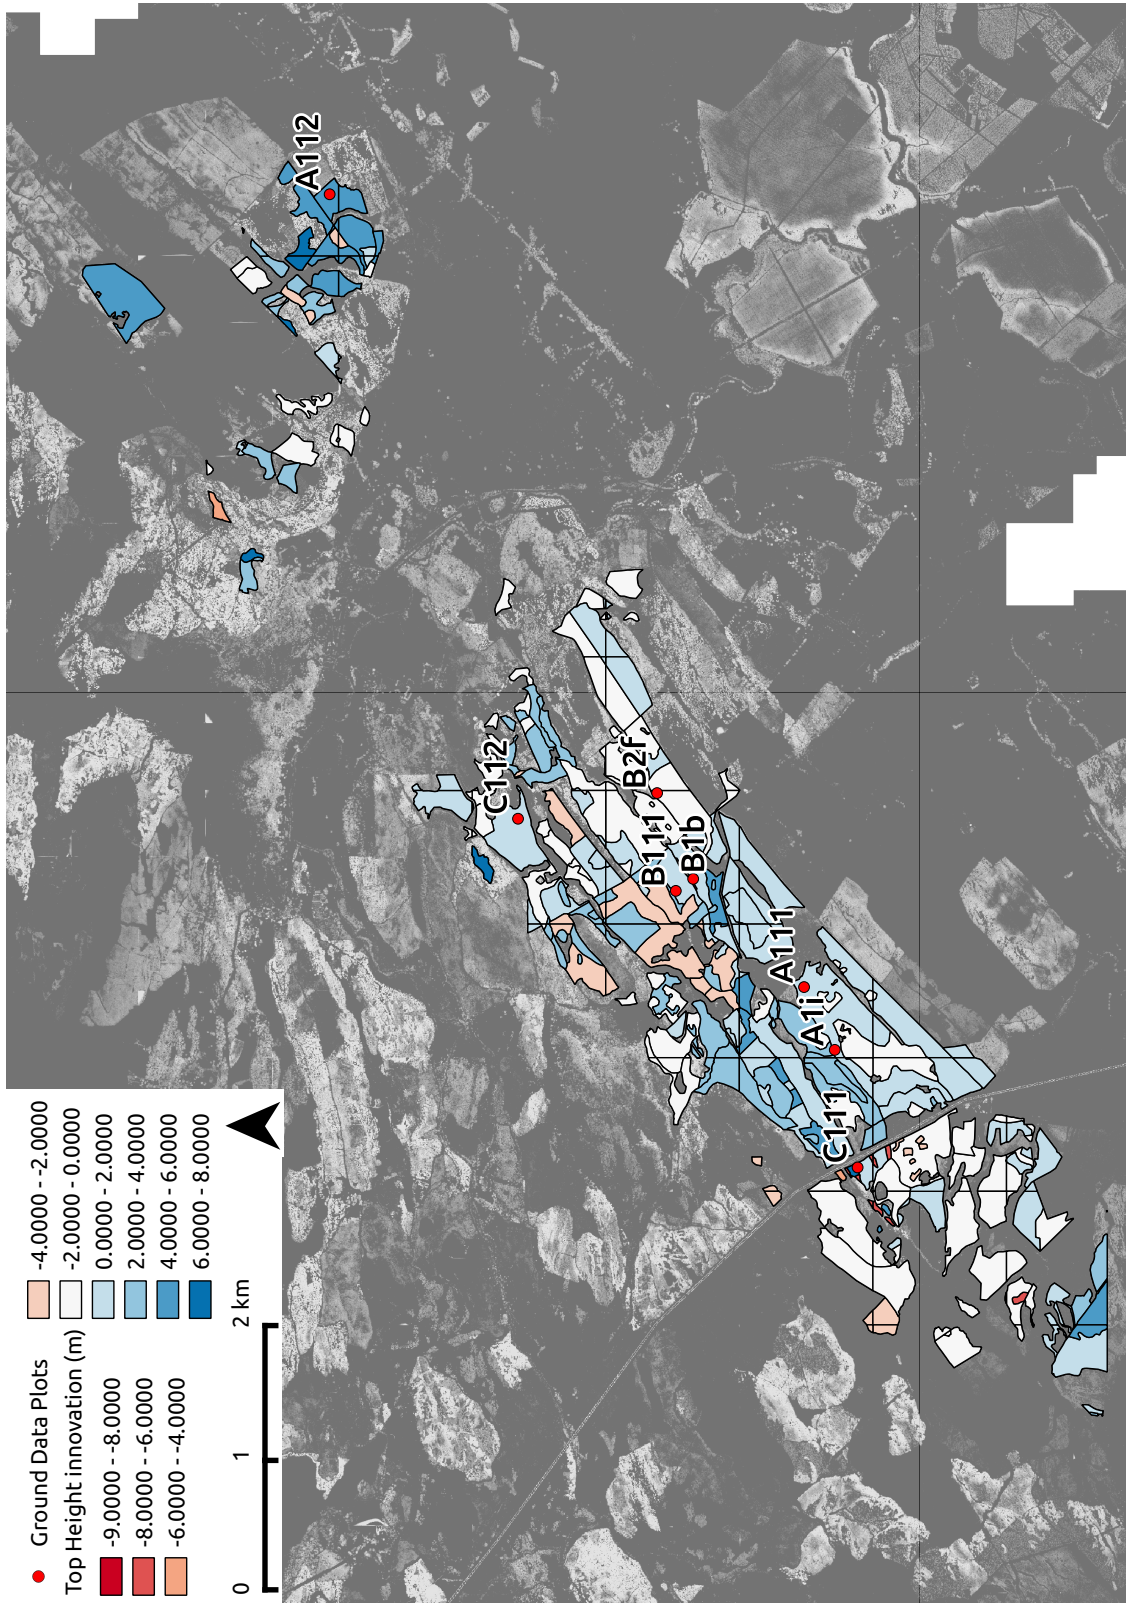 Ground Data Plots
Top Height innovation (m)
-9.0000 - -8.0000
-8.0000 - -6.0000
-6.0000 - -4.0000
-4.0000 - -2.0000
-2.0000 - 0.0000
0.0000 - 2.0000
2.0000 - 4.0000
4.0000 - 6.0000
6.0000 - 8.0000
0 1 2 km
A112
C112
B2f
B111
B1b
A111
A1i
C111